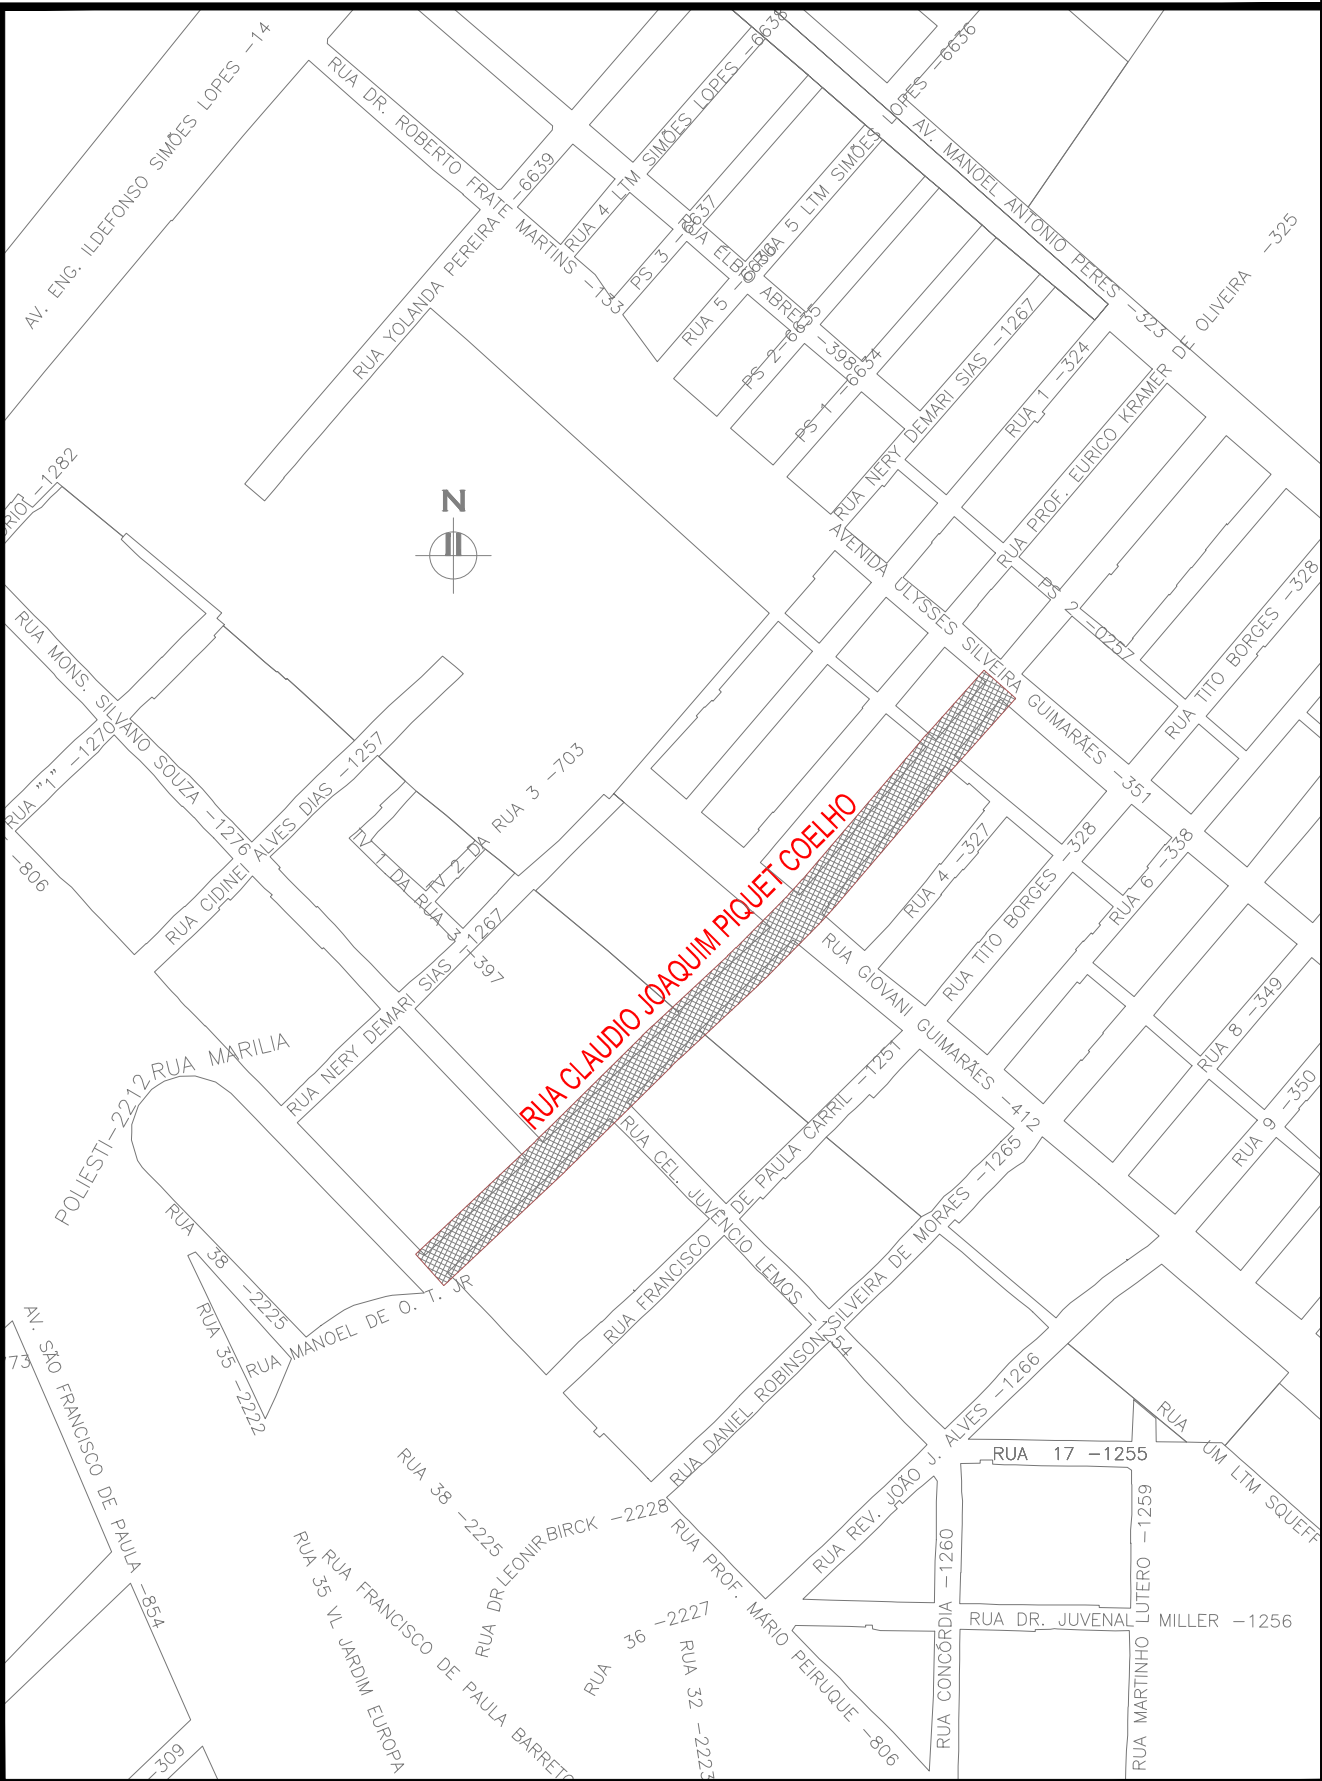 AV. ENG. ILDEFONSO SIMÕES LOPES -14
RUA DR. ROBERTO FRATE MARTINS -133
RUA YOLANDA PEREIRA -6639
RUA 4 LTM SIMÕES LOPES -6638
PS 3 -6637
RUA 5 LTM SIMÕES LOPES -6636
RUA 5 -6636
RUA ELBIO ABREU -398
PS 2-6635
PS 1 -6634
AV. MANOEL ANTONIO PERES -323
RUA NERY DEMARI SIAS -1267
RUA 1 -324
RUA PROF. EURICO KRAMER DE OLIVEIRA -325
-1282
N
AVENIDA ULYSSES SILVEIRA GUIMARÃES -351
PS 2 -0257
RUA TITO BORGES -328
RUA MONS. SILVANO SOUZA -1276
RUA "1" -1270
-806
RUA CIDINEI ALVES DIAS -1257
TV 1 DA RUA 3 -397
TV 2 DA RUA 3 -703
RUA NERY DEMARI SIAS -1267
RUA CLAUDIO JOAQUIM PIQUET COELHO
RUA 4 -327
RUA TITO BORGES -328
RUA 6 -338
RUA GIOVANI GUIMARÃES -412
RUA 8 -349
RUA 9 -350
RUA MARILIA
POLIESTI-2212
RUA CEL. JUVENCIO LEMOS -1254
RUA FRANCISCO DE PAULA CARRIL -1251
RUA DANIEL ROBINSON SILVEIRA DE MORAES -1265
RUA 38 -2225
RUA 35 -2222
RUA MANOEL DE O. T. JR
773
AV. SÃO FRANCISCO DE PAULA -854
RUA REV. JOÃO J. ALVES -1266
RUA 17 -1255
RUA UM LTM SQUEFF
RUA 38 -2225
RUA DR LEONIR BIRCK -2228
RUA 35 VL JARDIM EUROPA
RUA FRANCISCO DE PAULA BARRETO
RUA 36 -2227
RUA 32 -2223
RUA PROF. MÁRIO PEIRUQUE -806
RUA CONCÓRDIA -1260
RUA DR. JUVENAL MILLER -1256
RUA MARTINHO LUTERO -1259
-309